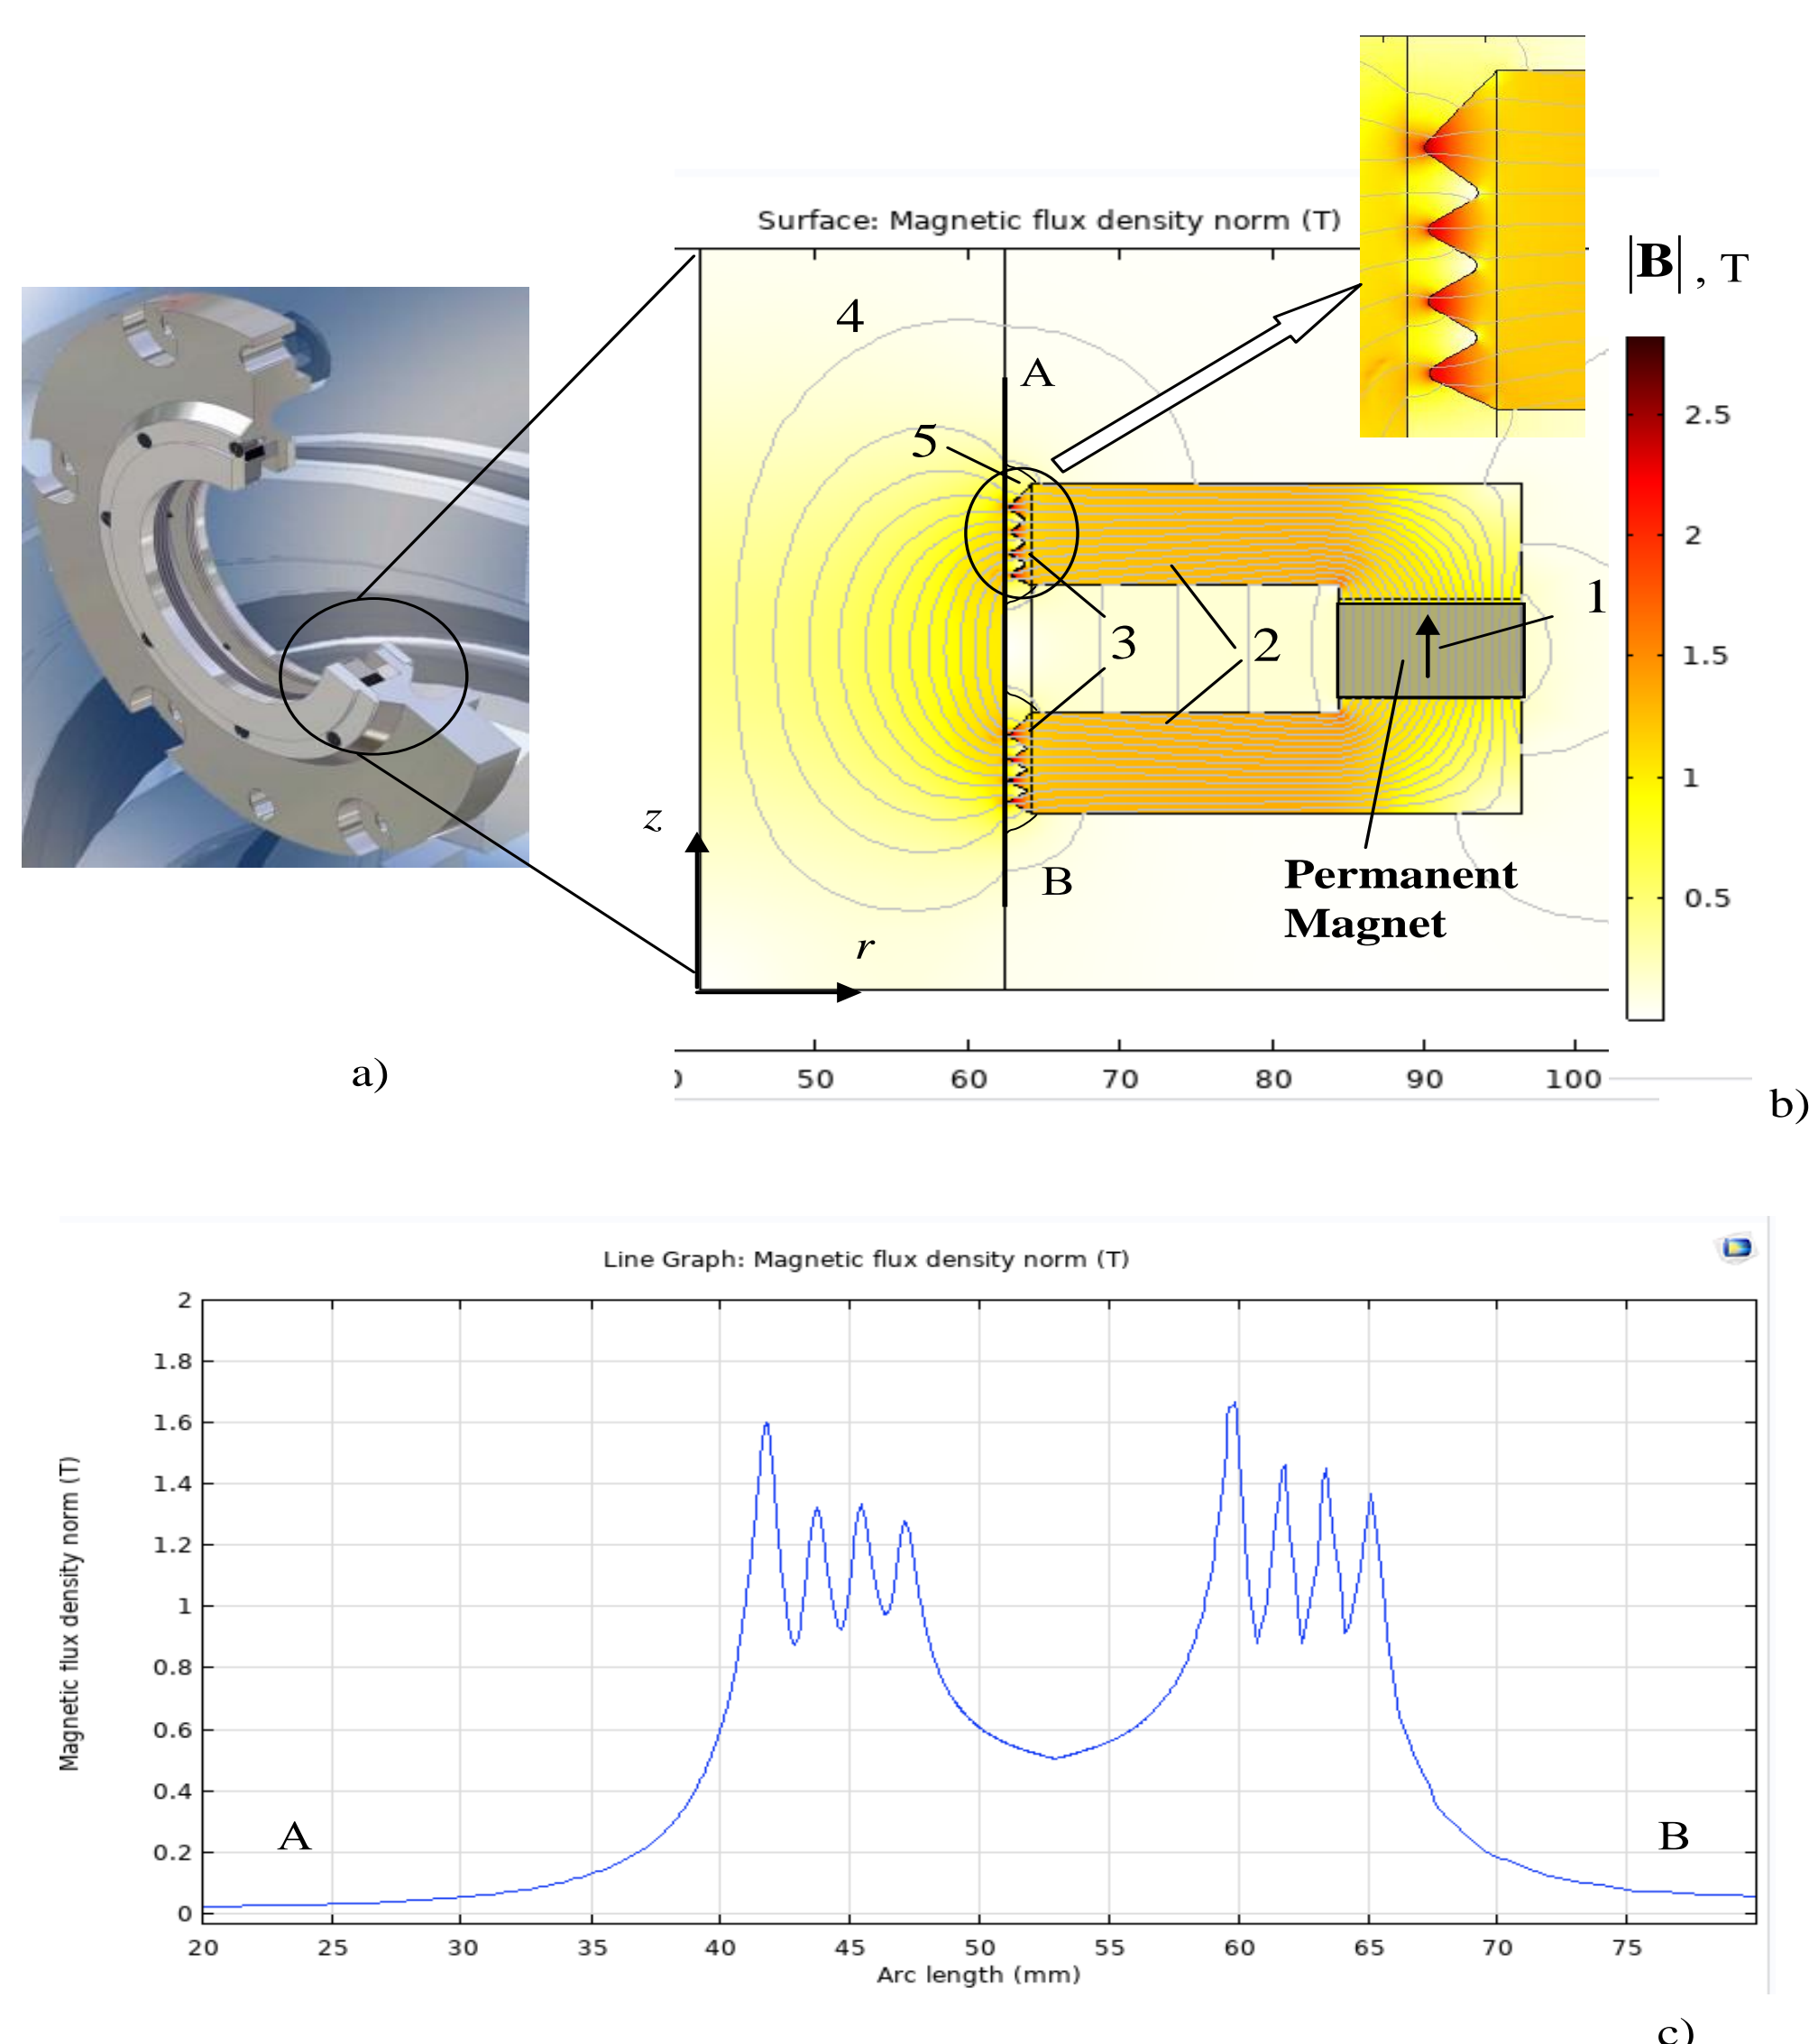 Surface: Magnetic flux density norm (T)
|B| , T
4
A
5
2.5
2
1
1.5
3
2
1
z
B
Permanent
Magnet
0.5
r
a)
50 60 70 80 90 100
b)
Line Graph: Magnetic flux density norm (T)
2
1.8
1.6
1.4
1.2
1
0.8
0.6
0.4
0.2
0
Magnetic flux density norm (T)
A
B
20 25 30 35 40 45 50 55 60 65 70 75
Arc length (mm)
c)